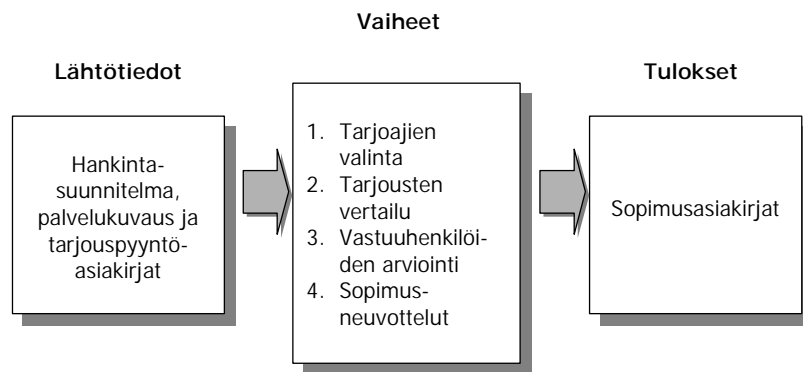 Vaiheet
Lähtötiedot
Tulokset
Hankinta-
suunnitelma,
palvelukuvaus ja
tarjouspyyntö-
asiakirjat
1. Tarjoajien
valinta
2. Tarjousten
vertailu
3. Vastuuhenkilöi-
den arviointi
4. Sopimus-
neuvottelut
Sopimusasiakirjat